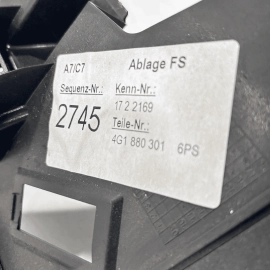 A7/C7 Ablage FS
Sequenz-Nr.: Kenn-Nr.:
2745 17 2 2169
Teile-Nr.:
4G1 880 301 6PS